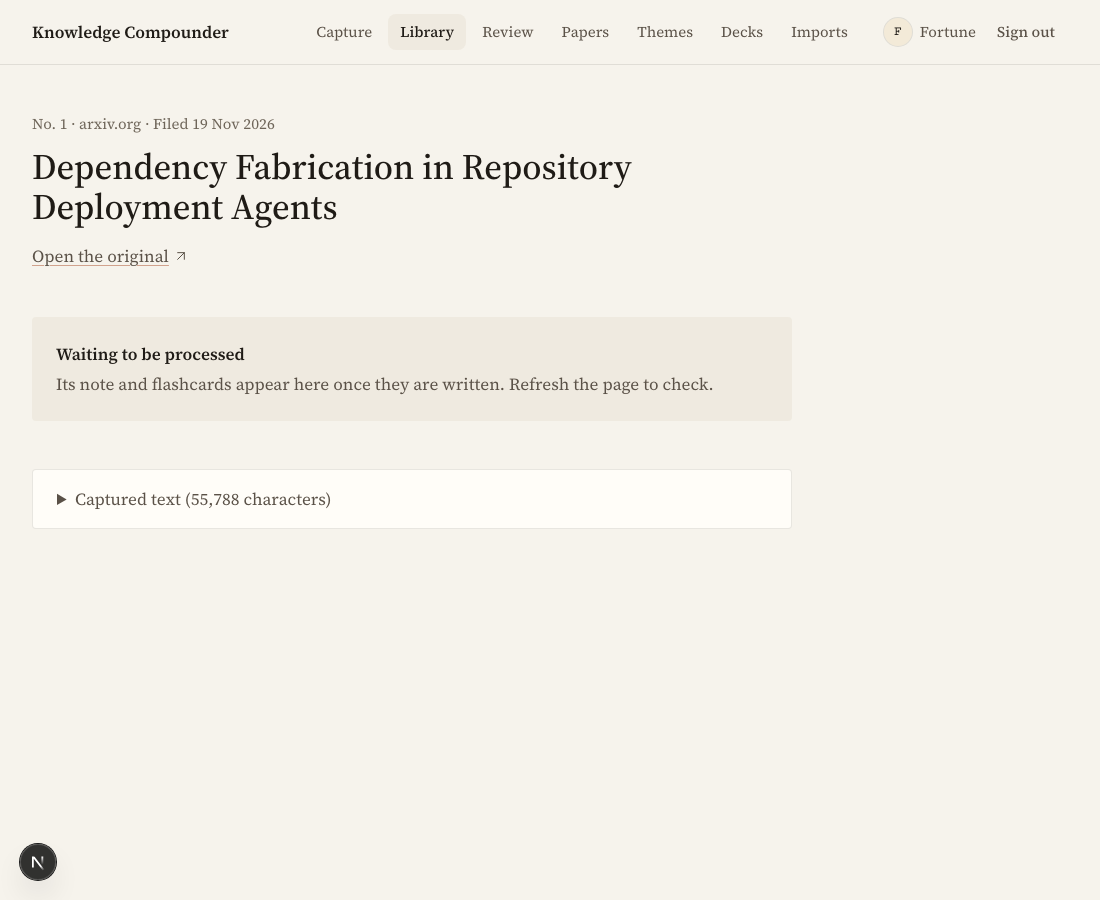 Knowledge Compounder
Capture
Library
Review
Papers
Themes
Decks
Imports
F
Fortune
Sign out
No. 1 · arxiv.org · Filed 19 Nov 2026
Dependency Fabrication in Repository
Deployment Agents
Open the original
Waiting to be processed
Its note and flashcards appear here once they are written. Refresh the page to check.
Captured text (55,788 characters)
N